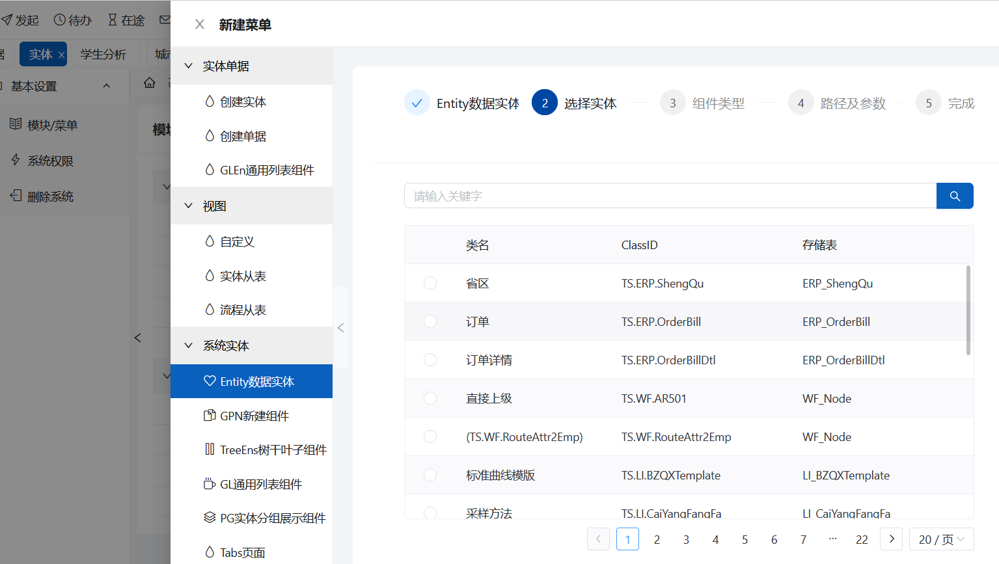 发起
待办
在途
实体
学生分析
基本设置
模块/菜单
系统权限
删除系统
新建菜单
实体单据
创建实体
创建单据
GLEn通用列表组件
视图
自定义
实体从表
流程从表
系统实体
Entity数据实体
GPN新建组件
TreeEns树干叶子组件
GL通用列表组件
PG实体分组展示组件
Tabs页面
Entity数据实体
2 选择实体
3 组件类型
4 路径及参数
5 完成
请输入关键字
类名 ClassID 存储表
省区 TS.ERP.ShengQu ERP_ShengQu
订单 TS.ERP.OrderBill ERP_OrderBill
订单详情 TS.ERP.OrderBillDtl ERP_OrderBillDtl
直接上级 TS.WF.AR501 WF_Node
(TS.WF.RouteAttr2Emp) TS.WF.RouteAttr2Emp WF_Node
标准曲线模版 TS.LI.BZQXTemplate LI_BZQXTemplate
采样方法 TS.LI.CaiYangFangFa LI_CaiYangFangFa
1 2 3 4 5 6 7 ··· 22 20 / 页